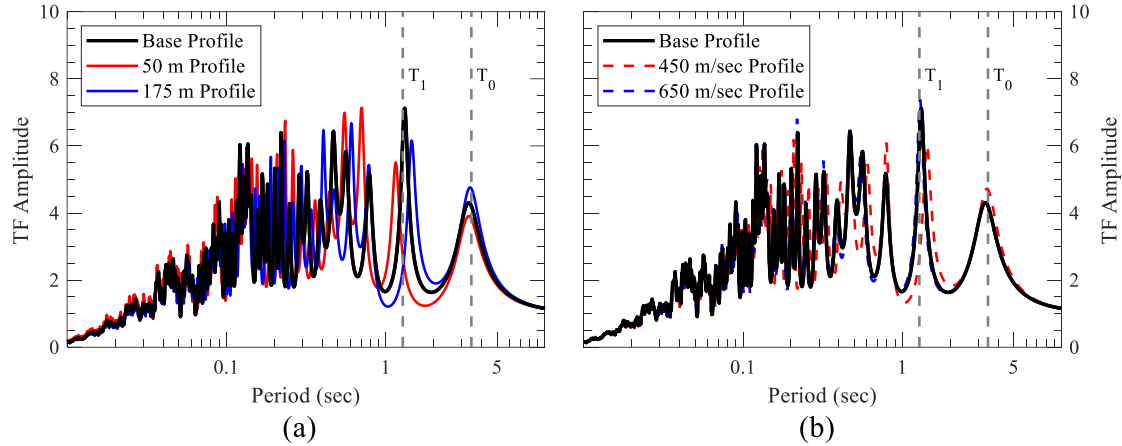 10
8
6
4
2
0
TF Amplitude
Base Profile
50 m Profile
175 m Profile
T1
T0
0.1
1
5
Period (sec)
(a)
Base Profile
450 m/sec Profile
650 m/sec Profile
T1
T0
10
8
6
4
2
0
TF Amplitude
0.1
1
5
Period (sec)
(b)